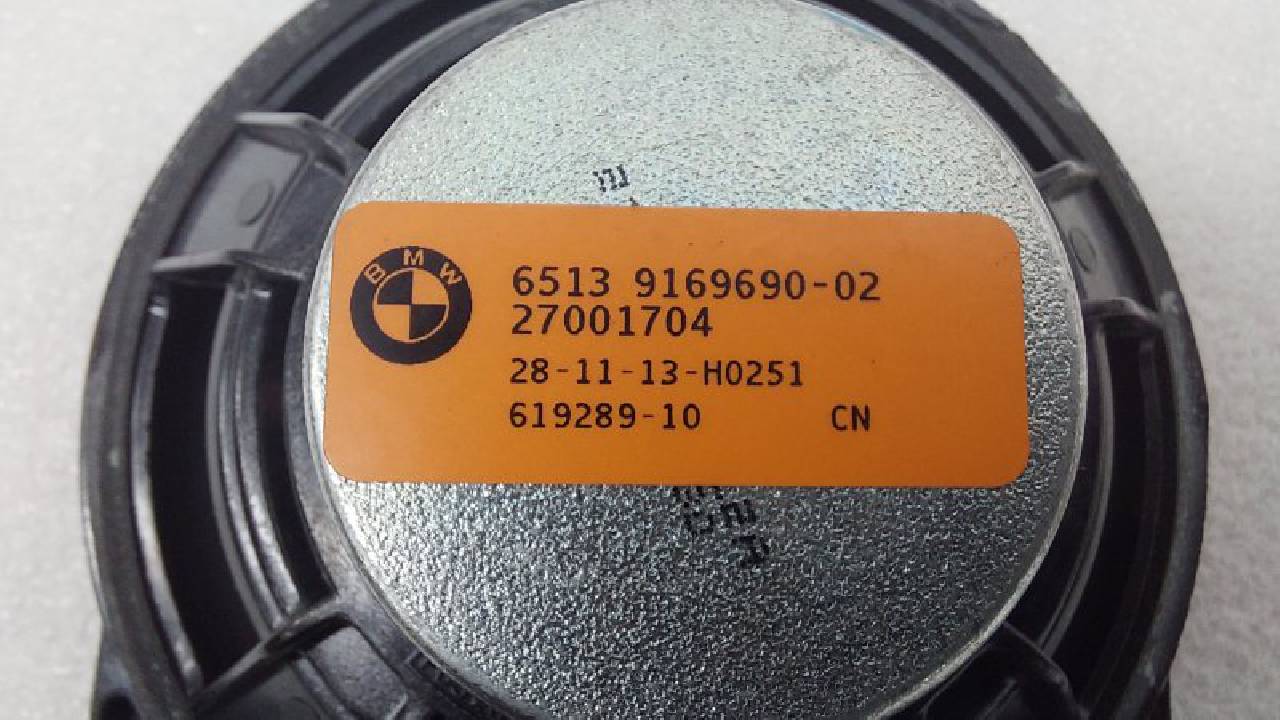 BMW
6513 9169690-02
27001704
28-11-13-H0251
619289-10 CN